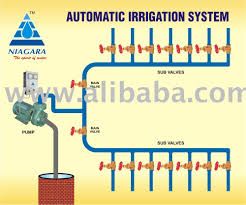 AUTOMATIC IRRIGATION SYSTEM
TM
NIAGARA
The spirit of water
SUB VALVES
MAIN VALVE
www.alibaba.com
PUMP
MAIN VALVE
SUB VALVES